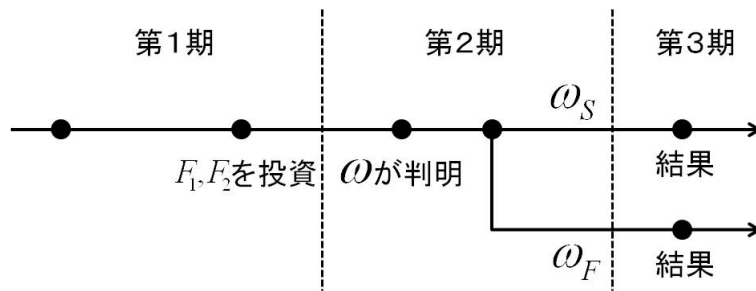 第1期 第2期 第3期
ω_S
F₁,F₂を投資 ωが判明 結果
ω_F 結果